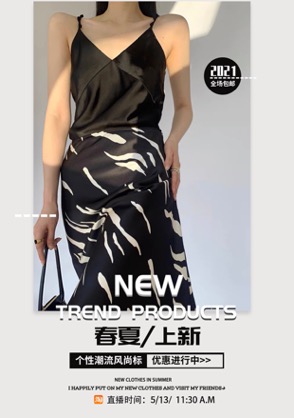 2021
全场包邮
NEW
TREND PRODUCTS
春夏/上新
个性潮流风尚标 优惠进行中>>
NEW CLOTHES IN SUMMER
I HAPPILY PUT ON MY NEW CLOTHES AND VISIT MY FRIENDS
直播时间：5/13/ 11:30 A.M